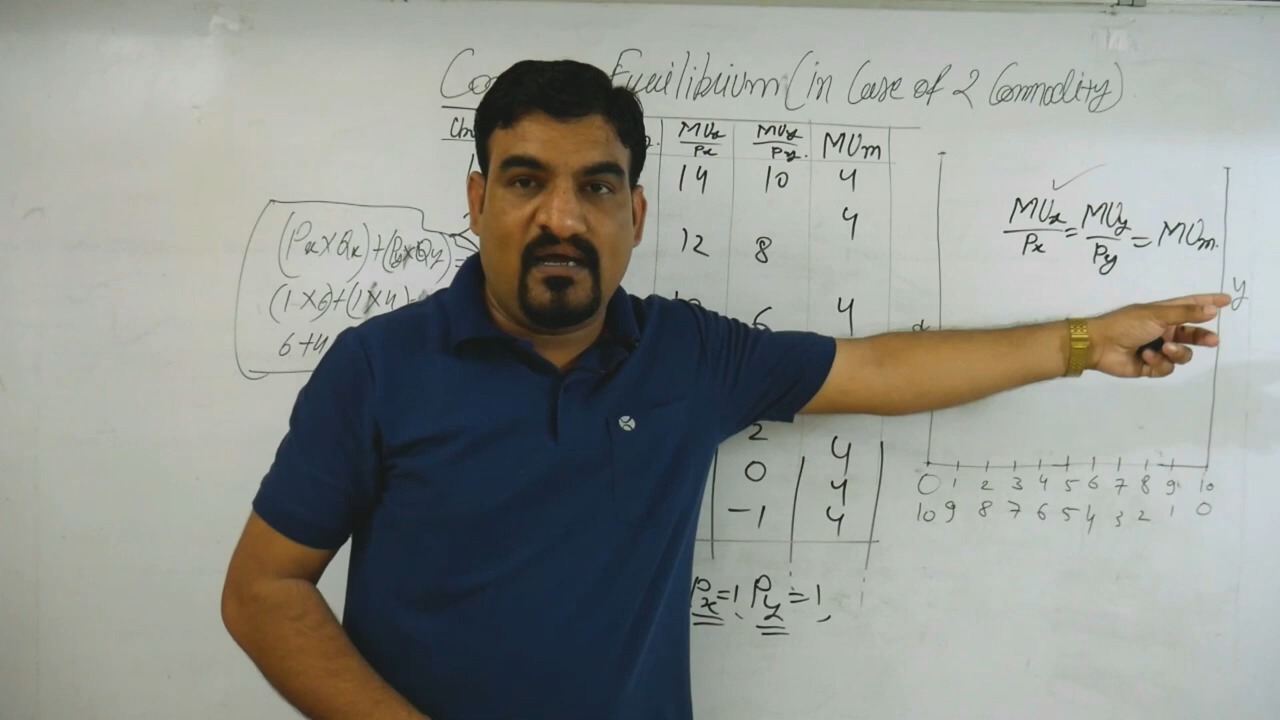 Equilibrium (in Case of 2 Commodity)
MUx/Px MUy/Py MUm
14 10 4
12 8 4
6 4
2 4
0 4
-1 4
Px=1, Py=1,
(Px×Qx)+(Py×Qy)=
(1×6)+(1×4)
6+4
MUx/Px = MUy/Py = MUm
x
y
0 1 2 3 4 5 6 7 8 9 10
10 9 8 7 6 5 4 3 2 1 0